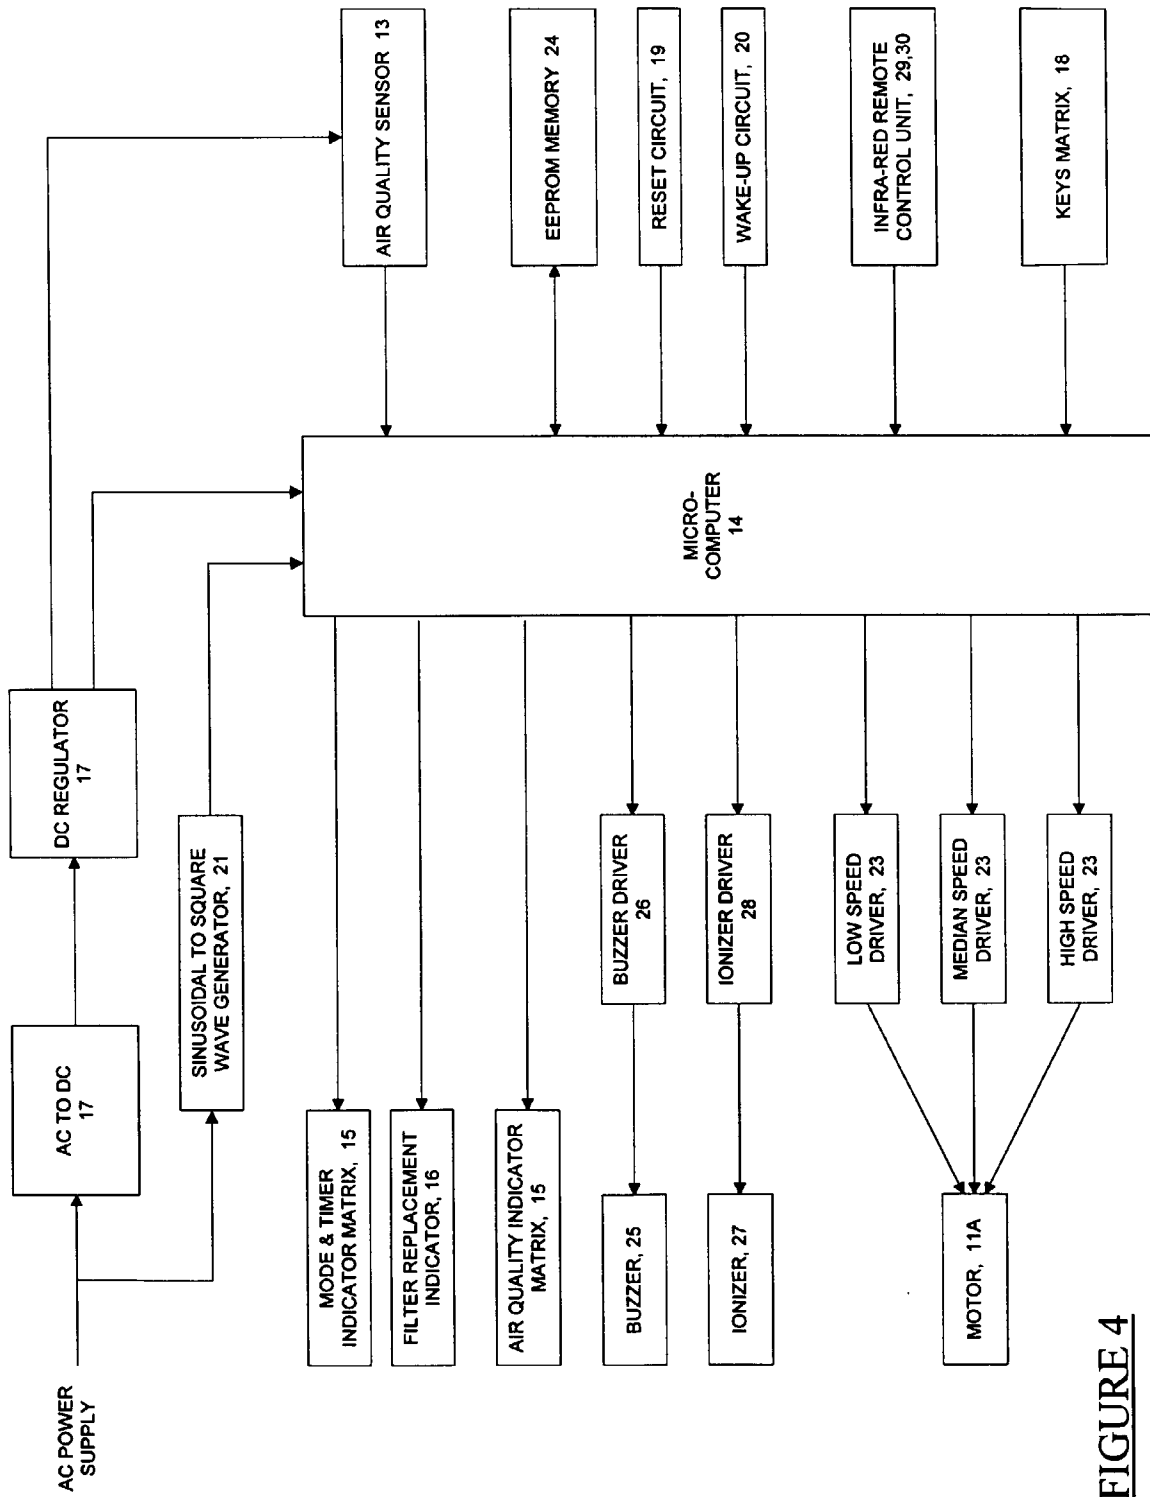 AC POWER
SUPPLY
AC TO DC
17
DC REGULATOR
17
SINUSOIDAL TO SQUARE
WAVE GENERATOR, 21
AIR QUALITY SENSOR 13
MODE & TIMER
INDICATOR MATRIX, 15
FILTER REPLACEMENT
INDICATOR, 16
AIR QUALITY INDICATOR
MATRIX, 15
BUZZER, 25
BUZZER DRIVER
26
IONIZER, 27
IONIZER DRIVER
28
MOTOR, 11A
LOW SPEED
DRIVER, 23
MEDIAN SPEED
DRIVER, 23
HIGH SPEED
DRIVER, 23
MICRO-
COMPUTER
14
EEPROM MEMORY 24
RESET CIRCUIT, 19
WAKE-UP CIRCUIT, 20
INFRA-RED REMOTE
CONTROL UNIT, 29,30
KEYS MATRIX, 18
FIGURE 4